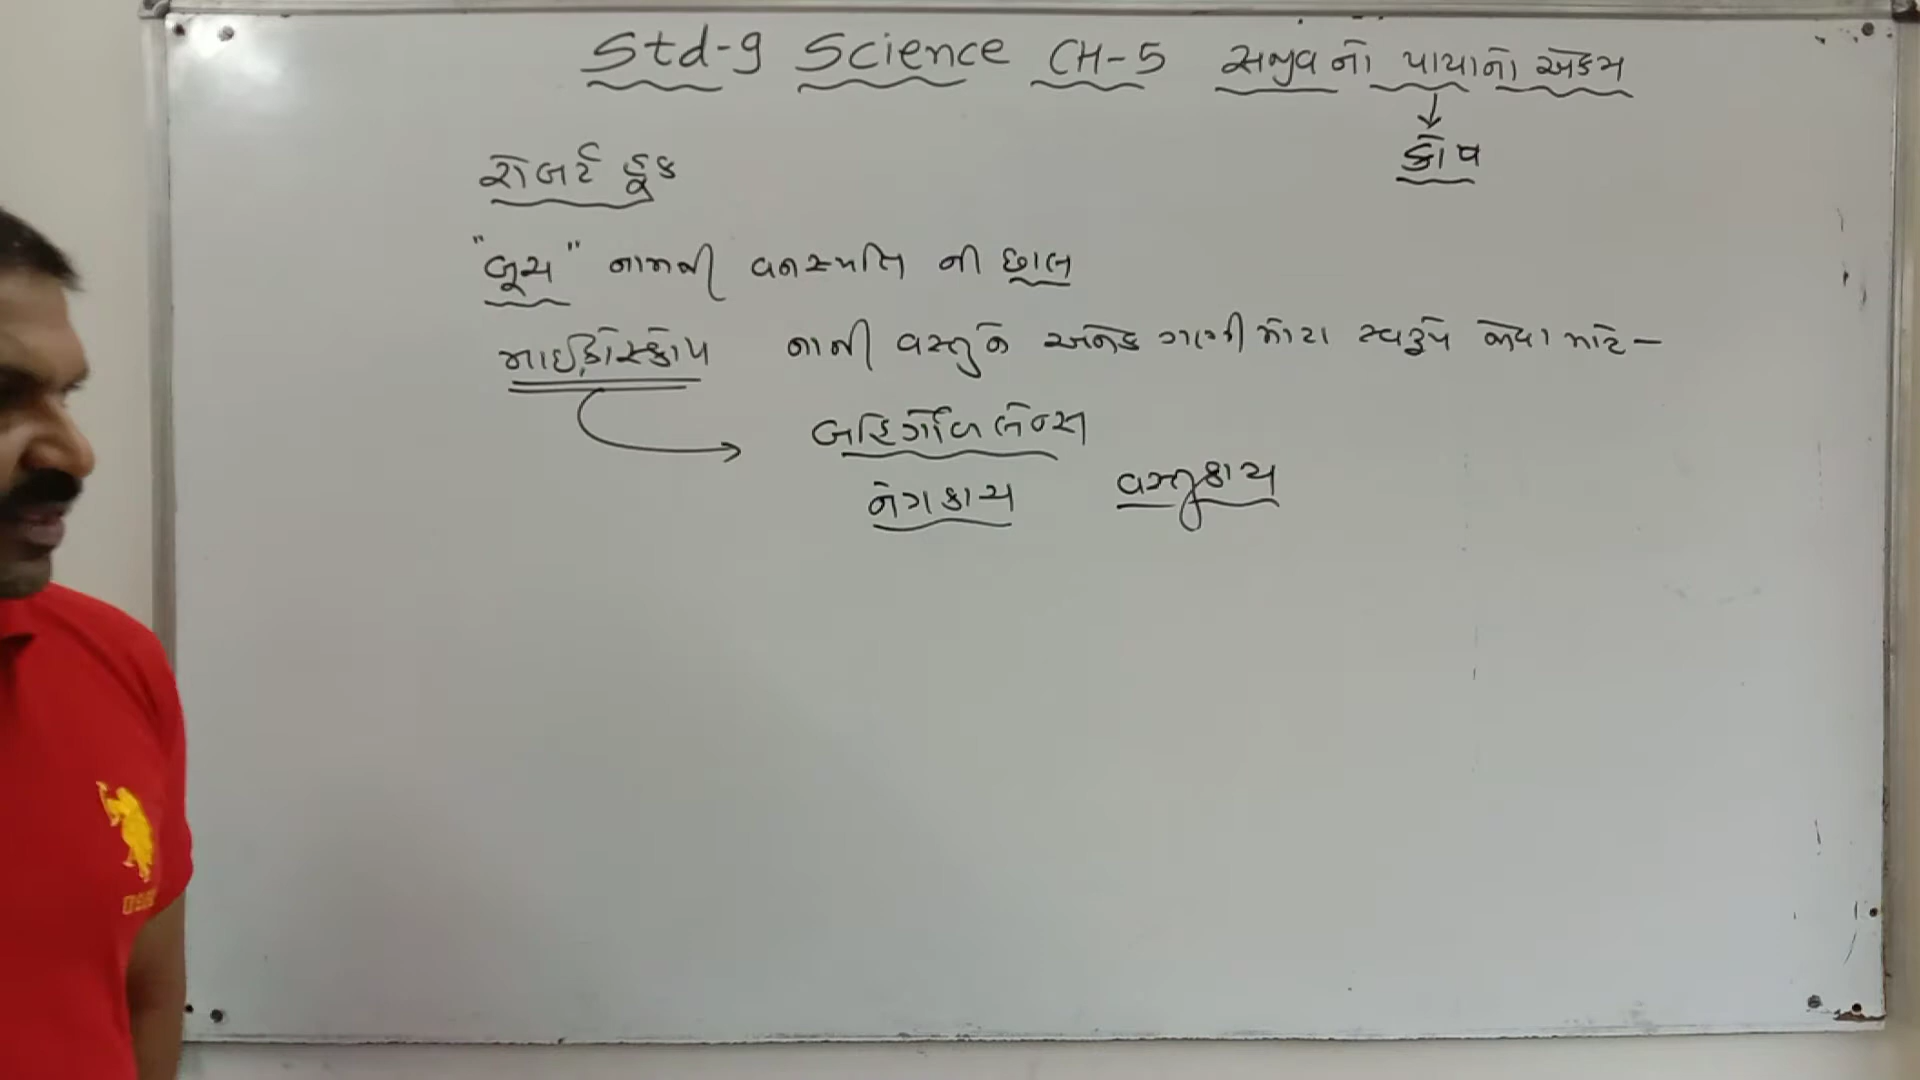 Std-9 Science CH-5 સજીવનો પાયાનો એકમ
કોષ
રોબર્ટ હૂક
"બૂચ" નામની વનસ્પતિ ની છાલ
માઈક્રોસ્કોપ નાની વસ્તુને અનેક ગણી મોટા સ્વરૂપે જોવા માટે -
બહિર્ગોળ લેન્સ
નેત્રકાચ વસ્તુકાચ